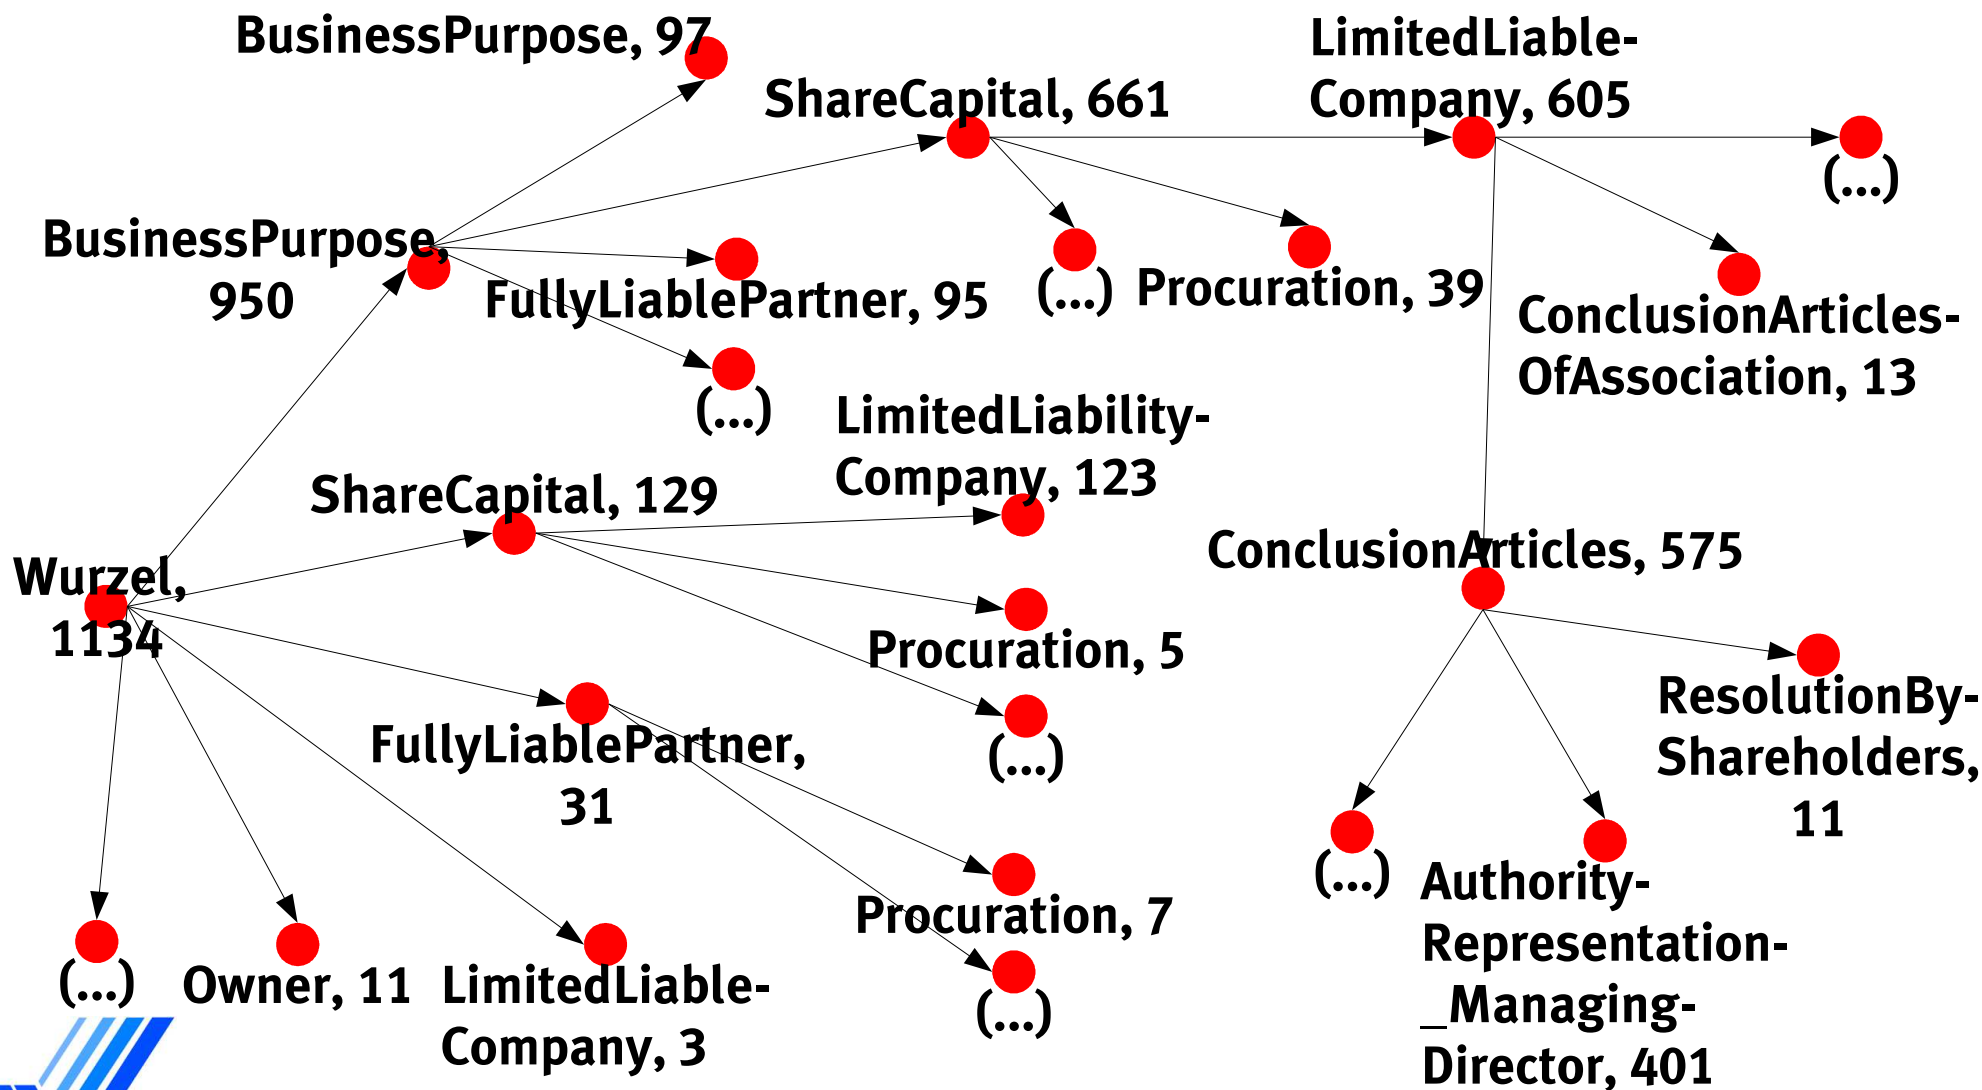 BusinessPurpose, 97
LimitedLiable-
Company, 605
ShareCapital, 661
(...)
BusinessPurpose,
950
FullyLiablePartner, 95
(...)
Procuration, 39
ConclusionArticles-
OfAssociation, 13
(...)
LimitedLiability-
Company, 123
ShareCapital, 129
ConclusionArticles, 575
Wurzel,
1134
Procuration, 5
ResolutionBy-
Shareholders,
11
FullyLiablePartner,
31
(...)
(...)
Authority-
Representation-
_Managing-
Director, 401
Procuration, 7
(...)
Owner, 11
LimitedLiable-
Company, 3
(...)